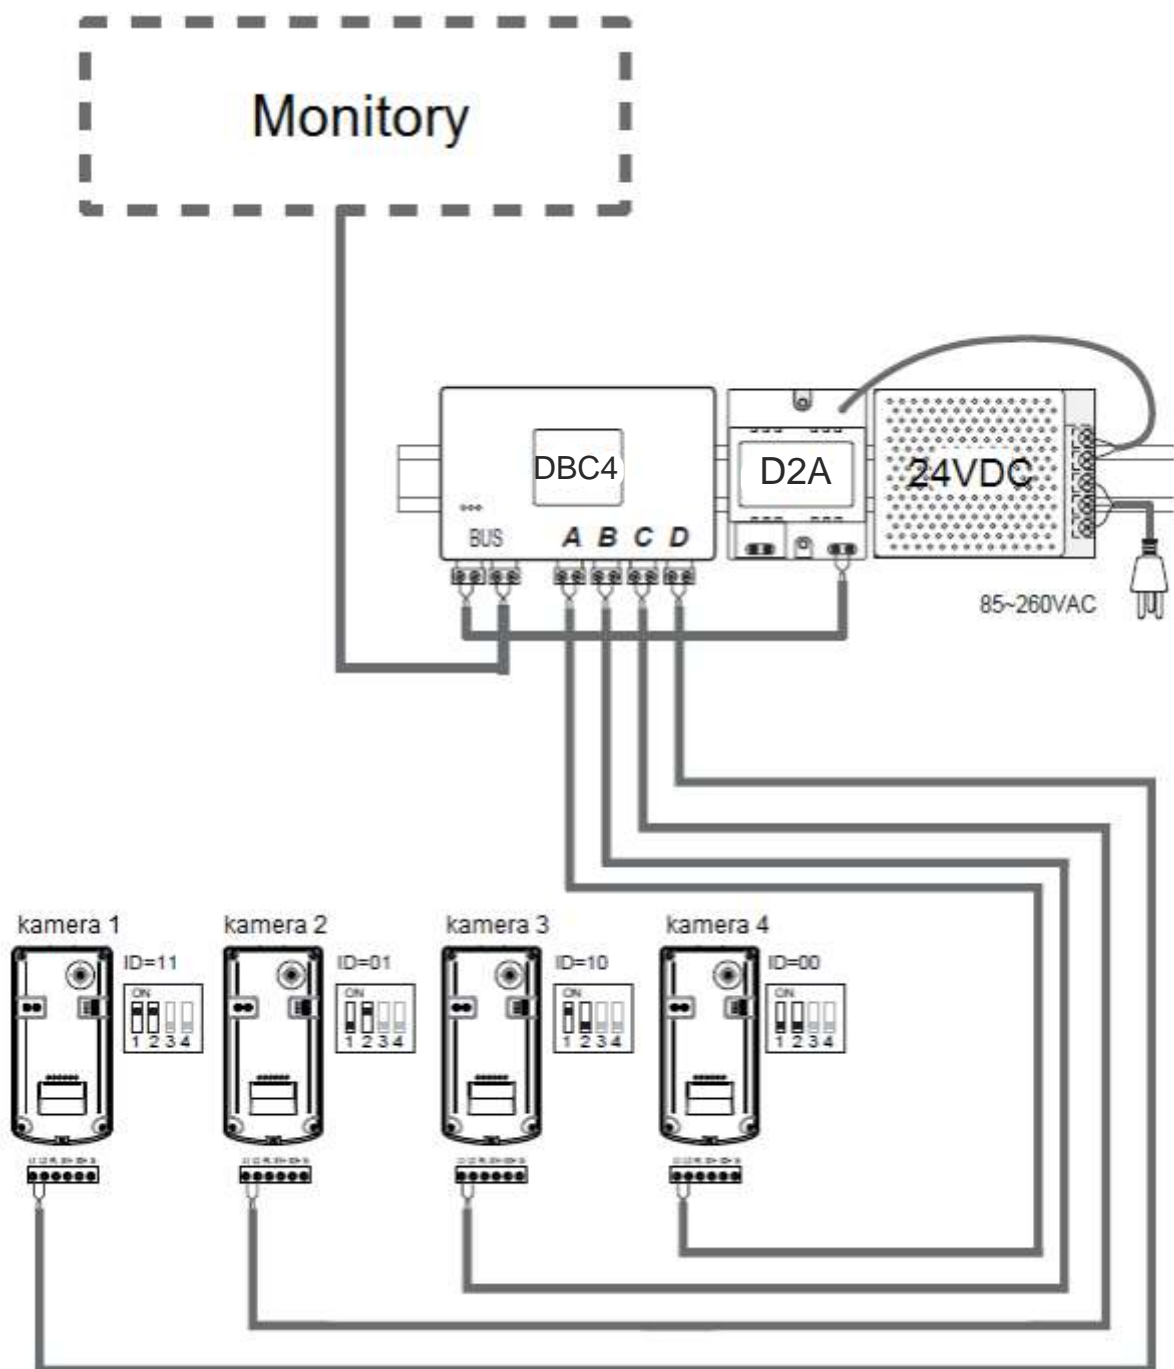 Monitory
DBC4
D2A
24VDC
BUS A B C D
85~260VAC
kamera 1
kamera 2
kamera 3
kamera 4
ID=11
ID=01
ID=10
ID=00
ON
ON
ON
ON
1 2 3 4
1 2 3 4
1 2 3 4
1 2 3 4